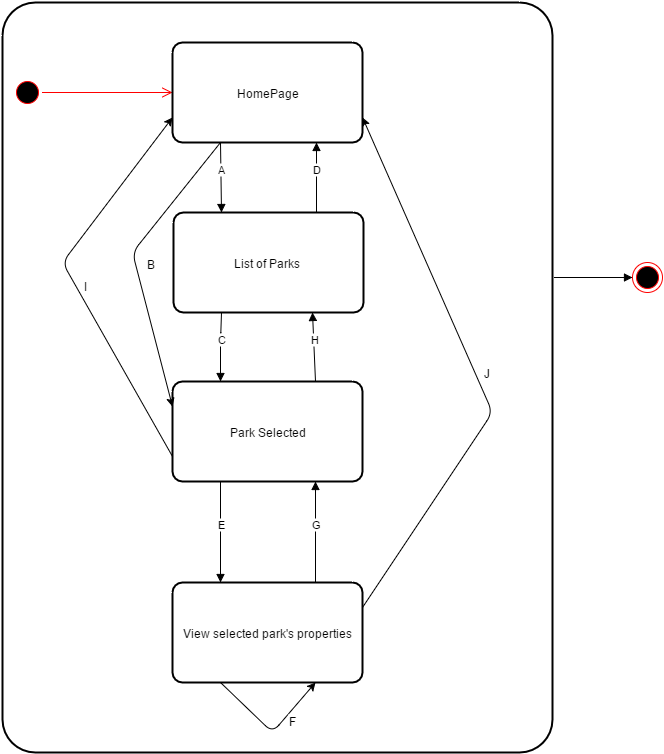 HomePage
A
D
List of Parks
B
I
C
H
J
Park Selected
E
G
View selected park's properties
F